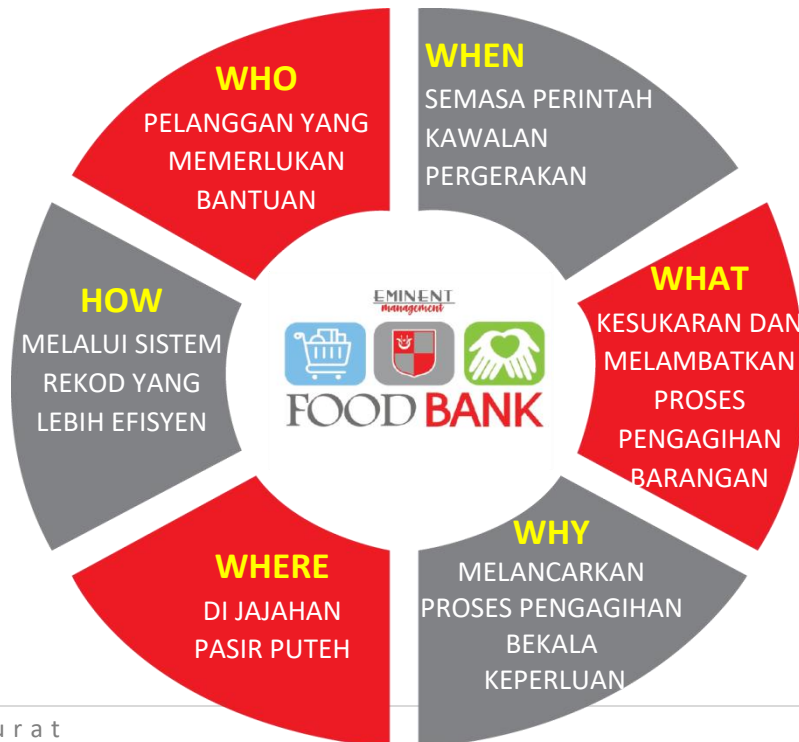 WHO
PELANGGAN YANG
MEMERLUKAN
BANTUAN
WHEN
SEMASA PERINTAH
KAWALAN
PERGERAKAN
WHAT
KESUKARAN DAN
MELAMBATKAN
PROSES
PENGAGIHAN
BARANGAN
WHY
MELANCARKAN
PROSES PENGAGIHAN
BEKALA
KEPERLUAN
WHERE
DI JAJAHAN
PASIR PUTEH
HOW
MELALUI SISTEM
REKOD YANG
LEBIH EFISYEN
EMINENT
management
FOOD BANK
urat